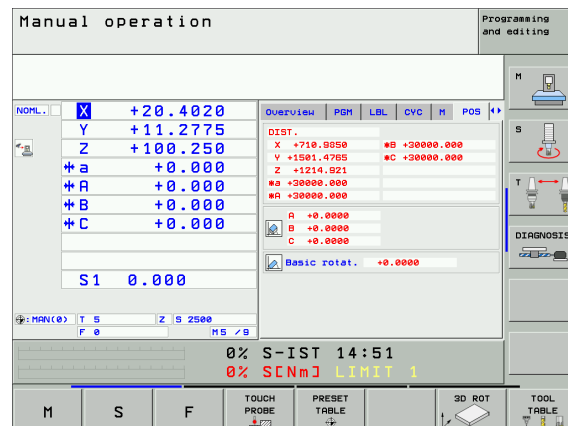 Manual operation
Programming and editing
NOML. X +20.4020
Y +11.2775
Z +100.250
a +0.000
A +0.000
B +0.000
C +0.000
S1 0.000
MAN(0) T 5 Z S 2500
F 0 M5 /9
Overview PGM LBL CYC M POS
DIST.
X +710.9850 *B +30000.000
Y +1501.4765 *C +30000.000
Z +1214.921
*a +30000.000
*A +30000.000
A +0.0000
B +0.0000
C +0.0000
Basic rotat. +0.0000
0% S-IST 14:51
0% S[Nm] LIMIT 1
M
S
T
DIAGNOSIS
M
S
F
TOUCH PROBE
PRESET TABLE
3D ROT
TOOL TABLE